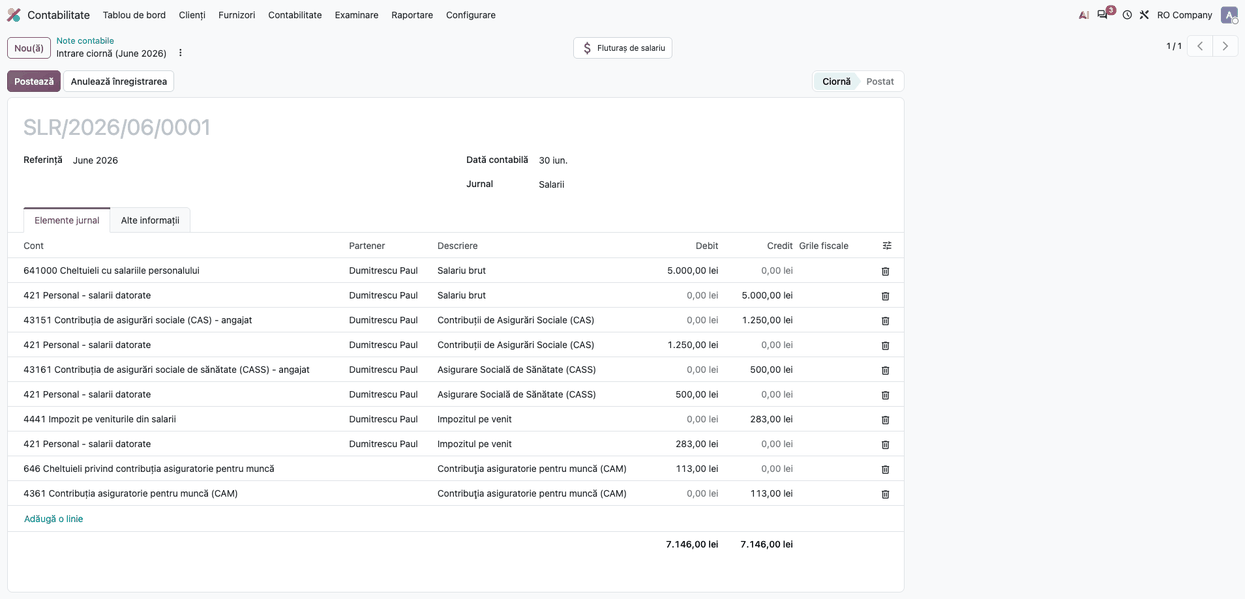 Contabilitate Tablou de bord Clienți Furnizori Contabilitate Examinare Raportare Configurare AI 3 RO Company A
Nou(ă) Note contabile
Intrare ciornă (June 2026) $ Fluturaș de salariu 1 / 1
Postează Anulează înregistrarea Ciornă Postat
SLR/2026/06/0001
Referință June 2026 Dată contabilă 30 iun.
Jurnal Salarii
Elemente jurnal Alte informații
Cont Partener Descriere Debit Credit Grile fiscale
641000 Cheltuieli cu salariile personalului Dumitrescu Paul Salariu brut 5.000,00 lei 0,00 lei
421 Personal - salarii datorate Dumitrescu Paul Salariu brut 0,00 lei 5.000,00 lei
43151 Contribuția de asigurări sociale (CAS) - angajat Dumitrescu Paul Contribuții de Asigurări Sociale (CAS) 0,00 lei 1.250,00 lei
421 Personal - salarii datorate Dumitrescu Paul Contribuții de Asigurări Sociale (CAS) 1.250,00 lei 0,00 lei
43161 Contribuția de asigurări sociale de sănătate (CASS) - angajat Dumitrescu Paul Asigurare Socială de Sănătate (CASS) 0,00 lei 500,00 lei
421 Personal - salarii datorate Dumitrescu Paul Asigurare Socială de Sănătate (CASS) 500,00 lei 0,00 lei
4441 Impozit pe veniturile din salarii Dumitrescu Paul Impozitul pe venit 0,00 lei 283,00 lei
421 Personal - salarii datorate Dumitrescu Paul Impozitul pe venit 283,00 lei 0,00 lei
646 Cheltuieli privind contribuția asiguratorie pentru muncă Contribuţia asiguratorie pentru muncă (CAM) 113,00 lei 0,00 lei
4361 Contribuția asiguratorie pentru muncă (CAM) Contribuţia asiguratorie pentru muncă (CAM) 0,00 lei 113,00 lei
Adăugă o linie
7.146,00 lei 7.146,00 lei